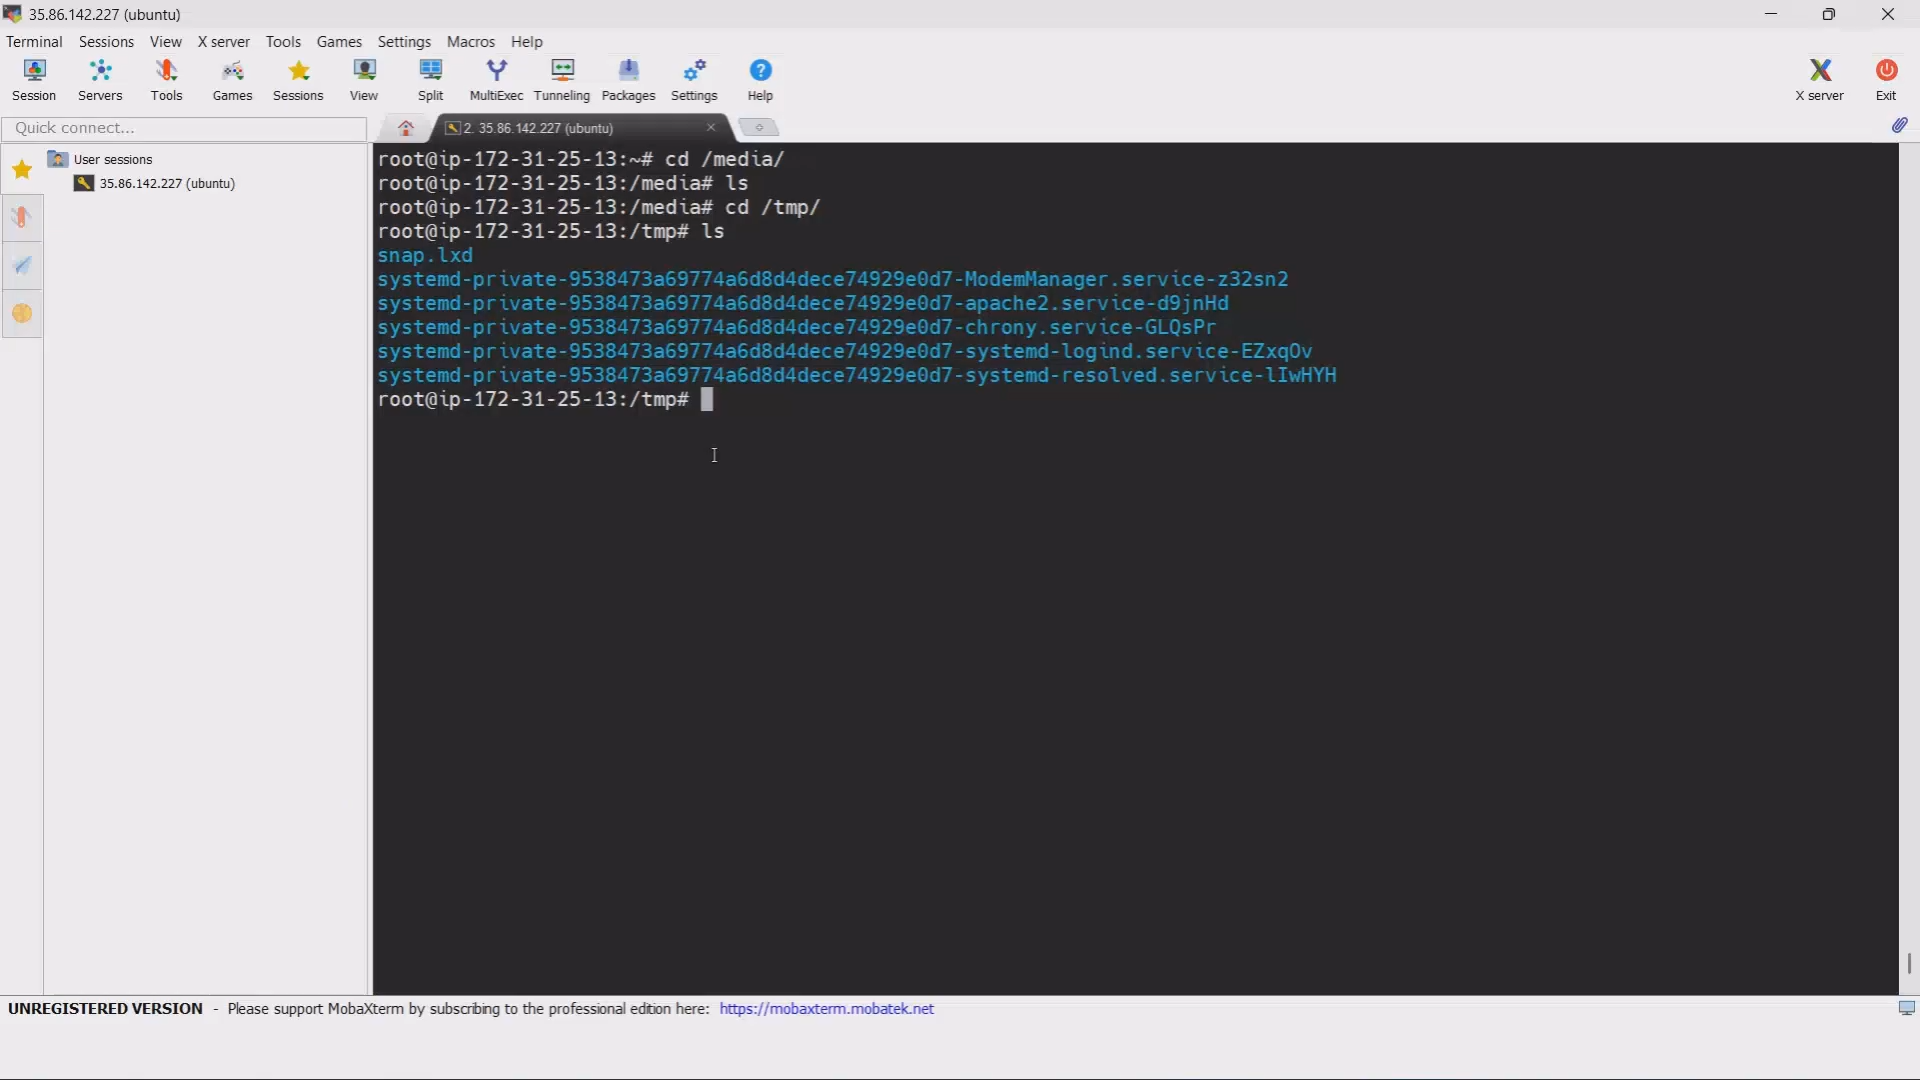 35.86.142.227 (ubuntu)
Terminal Sessions View X server Tools Games Settings Macros Help
Session Servers Tools Games Sessions View Split MultiExec Tunneling Packages Settings Help X server Exit
Quick connect...
2. 35.86.142.227 (ubuntu)
User sessions
35.86.142.227 (ubuntu)
root@ip-172-31-25-13:~# cd /media/
root@ip-172-31-25-13:/media# ls
root@ip-172-31-25-13:/media# cd /tmp/
root@ip-172-31-25-13:/tmp# ls
snap.lxd
systemd-private-9538473a69774a6d8d4dece74929e0d7-ModemManager.service-z32sn2
systemd-private-9538473a69774a6d8d4dece74929e0d7-apache2.service-d9jnHd
systemd-private-9538473a69774a6d8d4dece74929e0d7-chrony.service-GLQsPr
systemd-private-9538473a69774a6d8d4dece74929e0d7-systemd-logind.service-EZxqOv
systemd-private-9538473a69774a6d8d4dece74929e0d7-systemd-resolved.service-lIwHYH
root@ip-172-31-25-13:/tmp#
UNREGISTERED VERSION - Please support MobaXterm by subscribing to the professional edition here: https://mobaxterm.mobatek.net